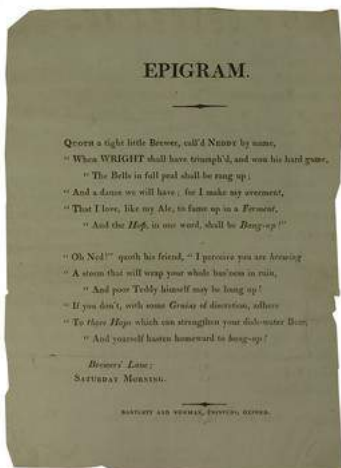 EPIGRAM.
QUOTH a tight little Brewer, call'd NEDDY by name,
" When WRIGHT shall have triumph'd, and won his hard game,
" The Bells in full peal shall be rang up;
" And a dance we will have; for I make my averment,
" That I love, like my Ale, to fume up in a Ferment,
" And the Hop, in one word, shall be Bang-up!"
" Oh Ned!" quoth his friend, " I perceive you are brewing
" A storm that will wrap your whole bus'ness in ruin,
" And poor Teddy himself may be hung up!
" If you don't, with some Grains of discretion, adhere
" To those Hops which can strengthen your dish-water Beer,
" And yourself hasten homeward to bung-up!
Brewers' Lane;
SATURDAY MORNING.
BARTLETT AND NEWMAN, PRINTERS, OXFORD.